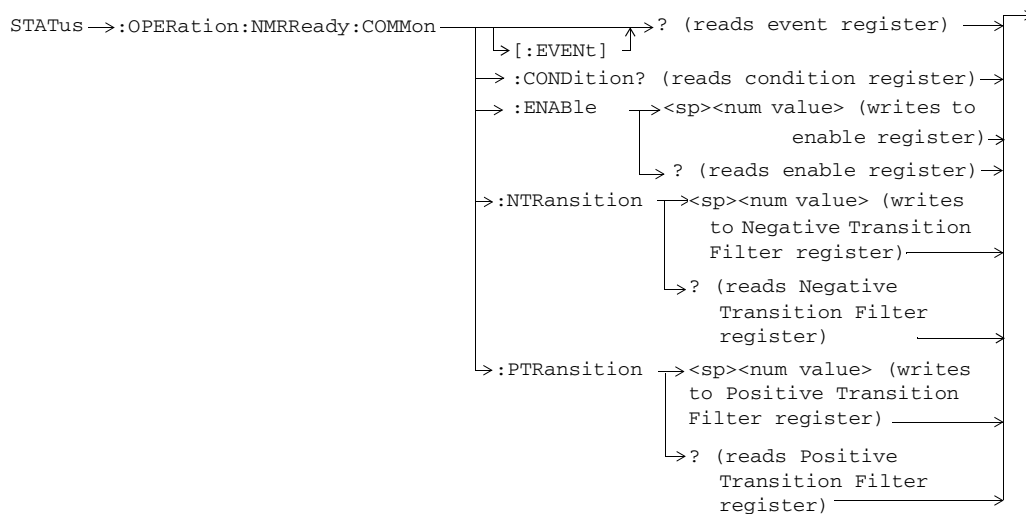 STATus :OPERation:NMRReady:COMMon ? (reads event register)
[:EVENt]
:CONDition? (reads condition register)
:ENABle <sp><num value> (writes to
enable register)
? (reads enable register)
:NTRansition <sp><num value> (writes
to Negative Transition
Filter register)
? (reads Negative
Transition Filter
register)
:PTRansition <sp><num value> (writes
to Positive Transition
Filter register)
? (reads Positive
Transition Filter
register)